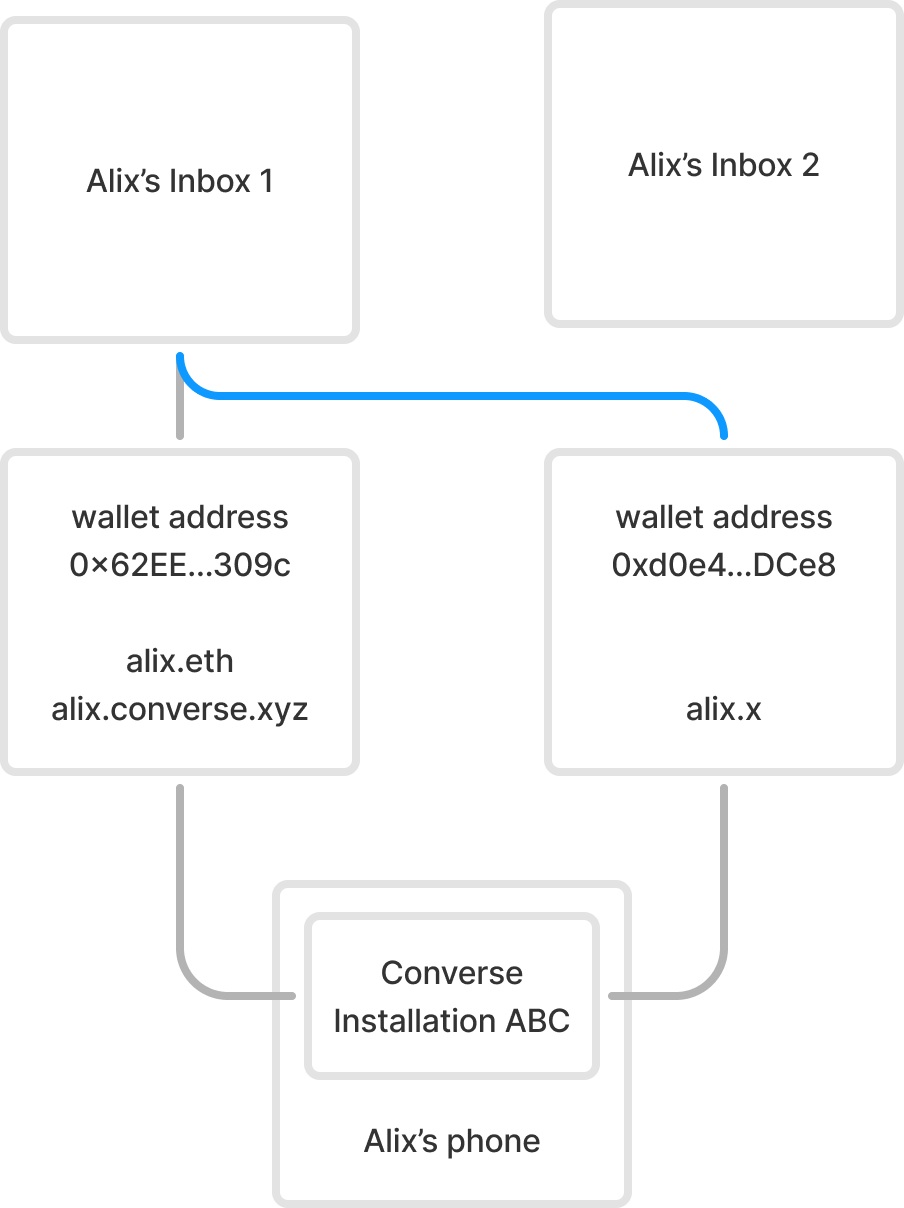 Alix’s Inbox 1
Alix’s Inbox 2
wallet address
0×62EE...309c
alix.eth
alix.converse.xyz
wallet address
0xd0e4...DCe8
alix.x
Converse
Installation ABC
Alix’s phone